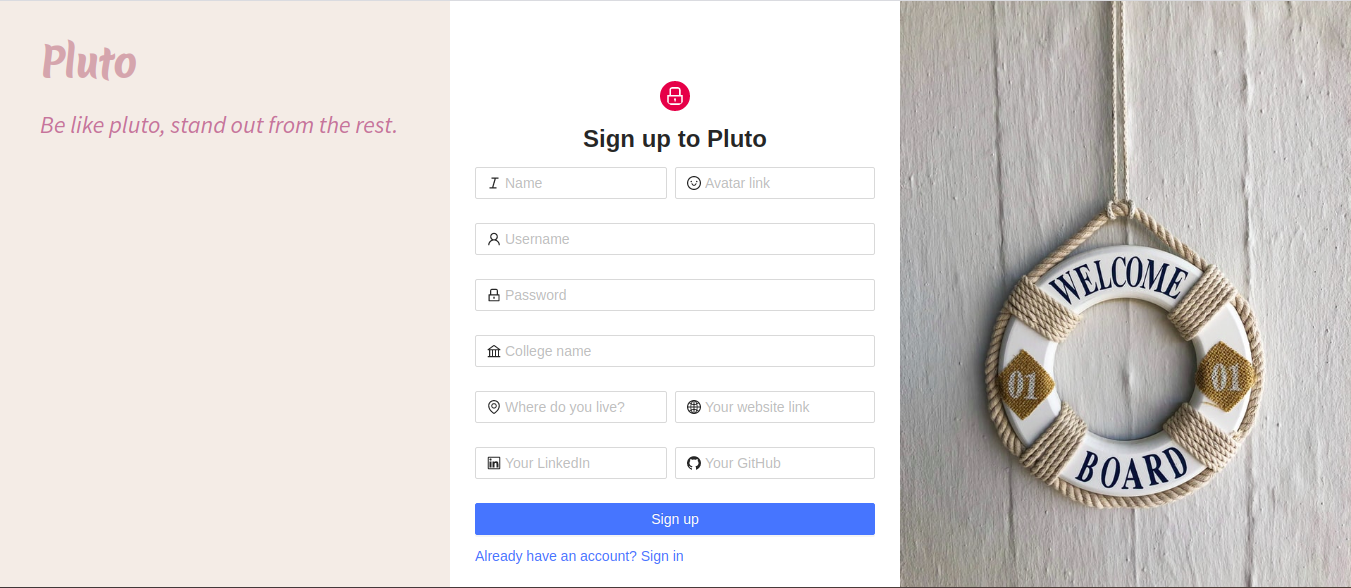 Pluto
Be like pluto, stand out from the rest.
Sign up to Pluto
Name
Avatar link
Username
Password
College name
Where do you live?
Your website link
Your LinkedIn
Your GitHub
Sign up
Already have an account? Sign in
WELCOME
01
01
BOARD